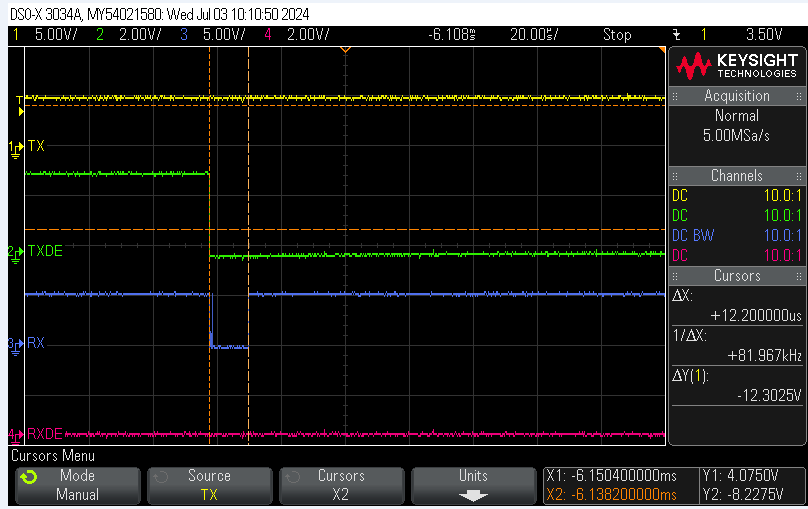 DSO-X 3034A, MY54021580: Wed Jul 03 10:10:50 2024
1 5.00V/ 2 2.00V/ 3 5.00V/ 4 2.00V/ -6.108ms 20.00us/ Stop 1 3.50V
KEYSIGHT
TECHNOLOGIES
Acquisition
Normal
5.00MSa/s
Channels
DC 10.0:1
DC 10.0:1
DC BW 10.0:1
DC 10.0:1
Cursors
ΔX:
+12.200000us
1/ΔX:
+81.967kHz
ΔY(1):
-12.3025V
T
1 TX
2 TXDE
3 RX
4 RXDE
Cursors Menu
Mode
Manual
Source
TX
Cursors
X2
Units
X1: -6.150400000ms Y1: 4.0750V
X2: -6.138200000ms Y2: -8.2275V